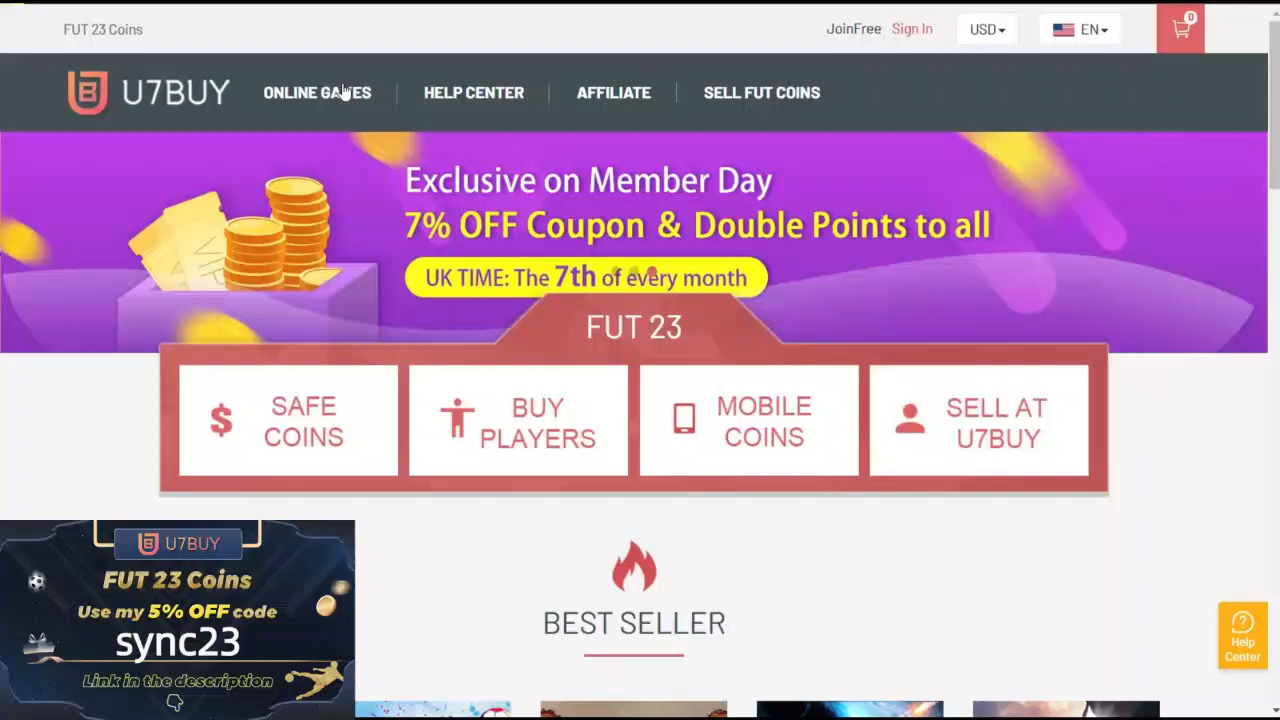 FUT 23 Coins
JoinFree Sign In USD EN 0
U7BUY ONLINE GAMES HELP CENTER AFFILIATE SELL FUT COINS
Exclusive on Member Day
7% OFF Coupon & Double Points to all
UK TIME: The 7th of every month
FUT 23
SAFE
COINS
BUY
PLAYERS
MOBILE
COINS
SELL AT
U7BUY
BEST SELLER
U7BUY
FUT 23 Coins
Use my 5% OFF code
sync23
Link in the description
Help
Center